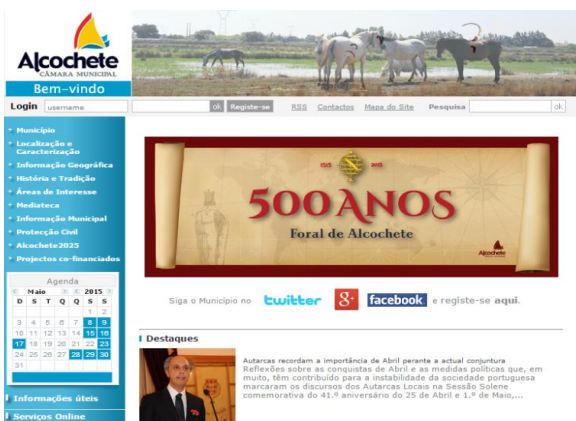 Alcochete
CÂMARA MUNICIPAL
Bem-vindo
Login username ok Registe-se RSS Contactos Mapa do Site Pesquisa ok
Município
Localização e
Caracterização
Informação Geográfica
História e Tradição
Áreas de Interesse
Mediateca
Informação Municipal
Protecção Civil
Alcochete2025
Projectos co-financiados
1515 2015
500 ANOS
Foral de Alcochete
Alcochete
Agenda
Maio 2015
D S T Q Q S S
1 2
3 4 5 6 7 8 9
10 11 12 13 14 15 16
17 18 19 20 21 22 23
24 25 26 27 28 29 30
31
Siga o Município no twitter g+ facebook e registe-se aqui.
Destaques
Autarcas recordam a importância de Abril perante a actual conjuntura
Reflexões sobre as conquistas de Abril e as medidas políticas que, em
muito, têm contribuído para a instabilidade da sociedade portuguesa
marcaram os discursos dos Autarcas Locais na Sessão Solene
comemorativa do 41.º aniversário do 25 de Abril e 1.º de Maio,...
Informações úteis
Serviços Online